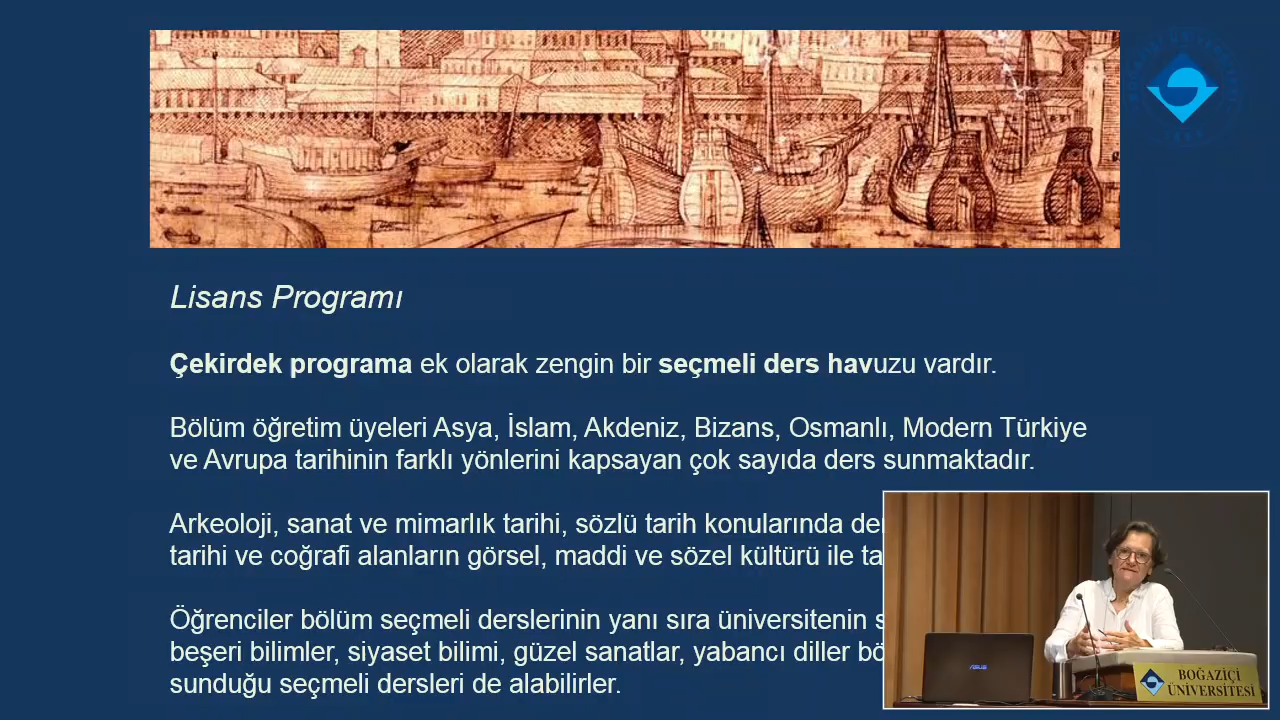 Lisans Programı
Çekirdek programa ek olarak zengin bir seçmeli ders havuzu vardır.
Bölüm öğretim üyeleri Asya, İslam, Akdeniz, Bizans, Osmanlı, Modern Türkiye
ve Avrupa tarihinin farklı yönlerini kapsayan çok sayıda ders sunmaktadır.
Arkeoloji, sanat ve mimarlık tarihi, sözlü tarih konularında
tarihi ve coğrafi alanların görsel, maddi ve sözel kültürü ile
Öğrenciler bölüm seçmeli derslerinin yanı sıra üniversitenin
beşeri bilimler, siyaset bilimi, güzel sanatlar, yabancı diller
sunduğu seçmeli dersleri de alabilirler.
ASUS
BOĞAZİÇİ
ÜNİVERSİTESİ